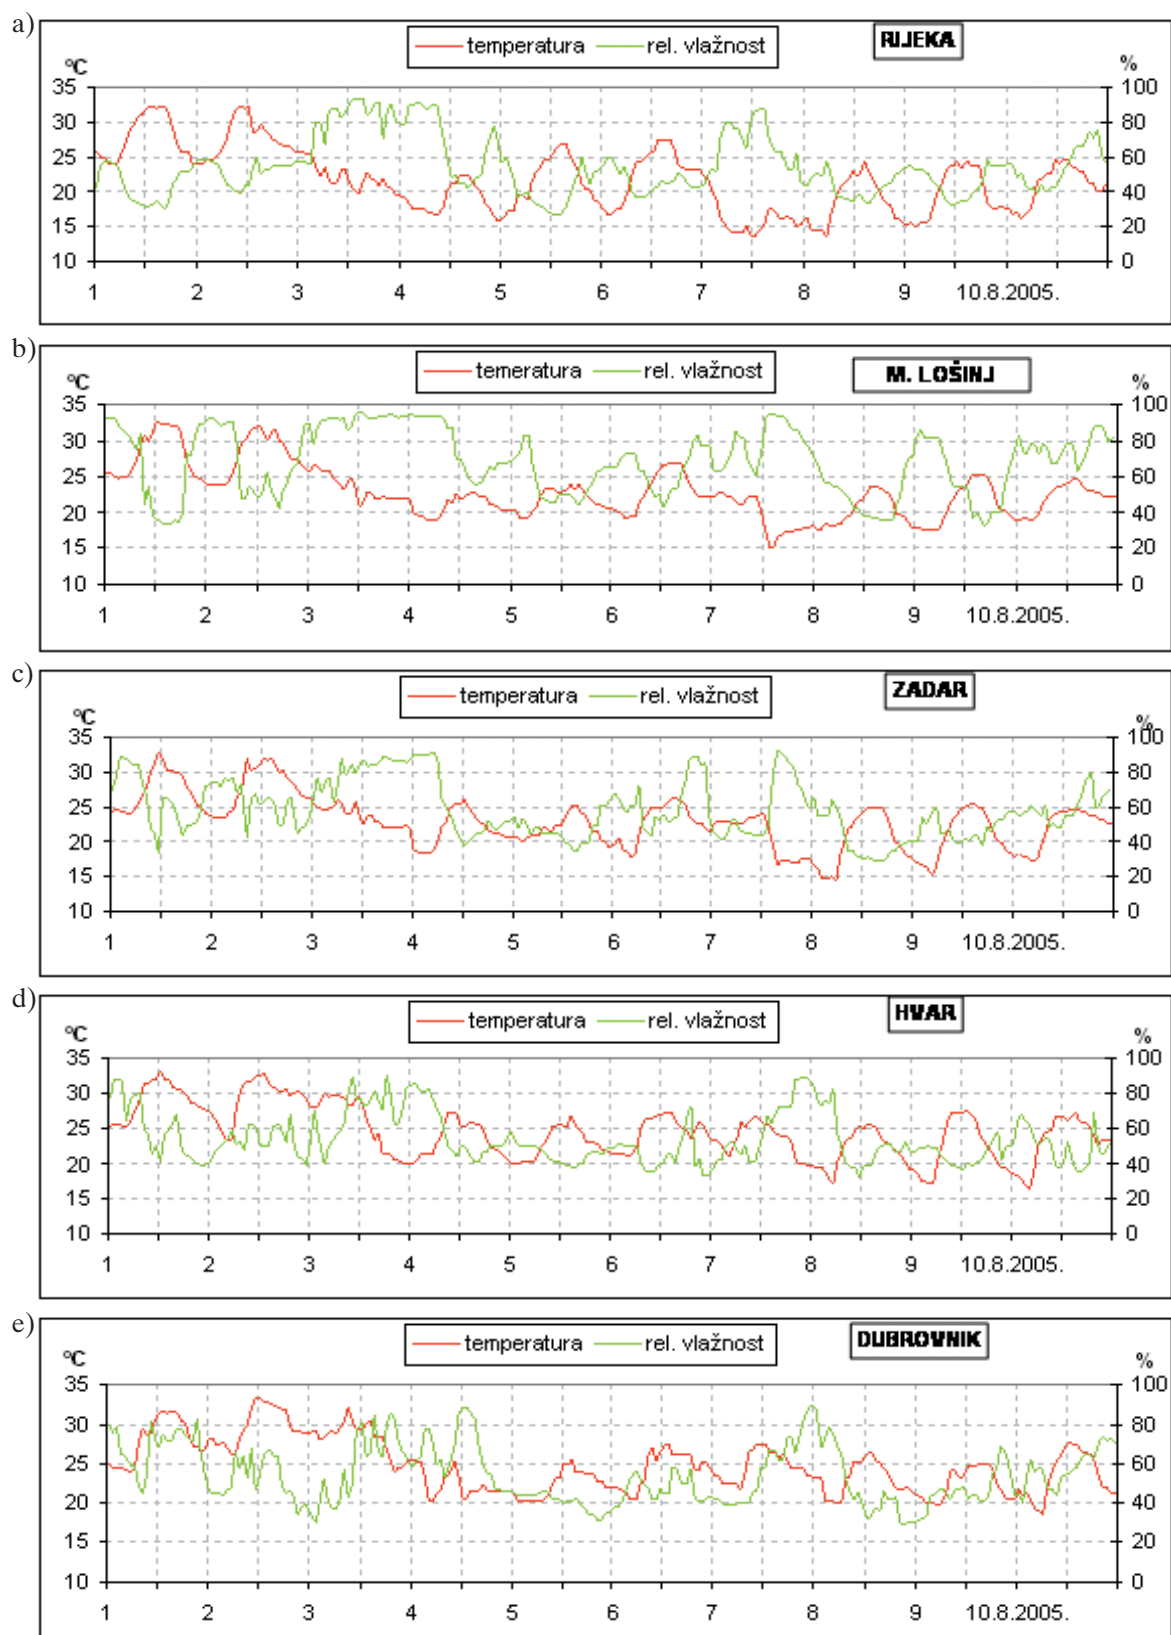 a)
temperatura rel. vlažnost RIJEKA
°C %
35 100
30 80
25 60
20 40
15 20
10 0
1 2 3 4 5 6 7 8 9 10.8.2005.
b)
temeratura rel. vlažnost M. LOŠINJ
°C %
35 100
30 80
25 60
20 40
15 20
10 0
1 2 3 4 5 6 7 8 9 10.8.2005.
c)
temperatura rel. vlažnost ZADAR
°C %
35 100
30 80
25 60
20 40
15 20
10 0
1 2 3 4 5 6 7 8 9 10.8.2005.
d)
temperatura rel. vlažnost HVAR
°C %
35 100
30 80
25 60
20 40
15 20
10 0
1 2 3 4 5 6 7 8 9 10.8.2005.
e)
temperatura rel. vlažnost DUBROVNIK
°C %
35 100
30 80
25 60
20 40
15 20
10 0
1 2 3 4 5 6 7 8 9 10.8.2005.